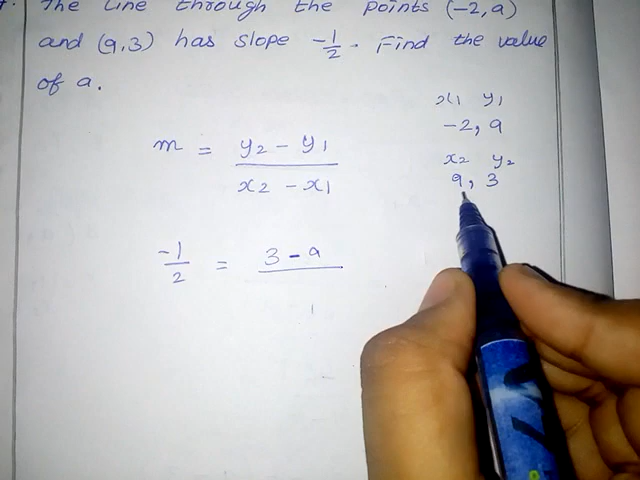 The Line through the points (-2, a)
and (9,3) has slope -1/2. Find the value
of a.
x1 y1
-2, a
x2 y2
9, 3
m = y2 - y1 / x2 - x1
-1/2 = 3 - a